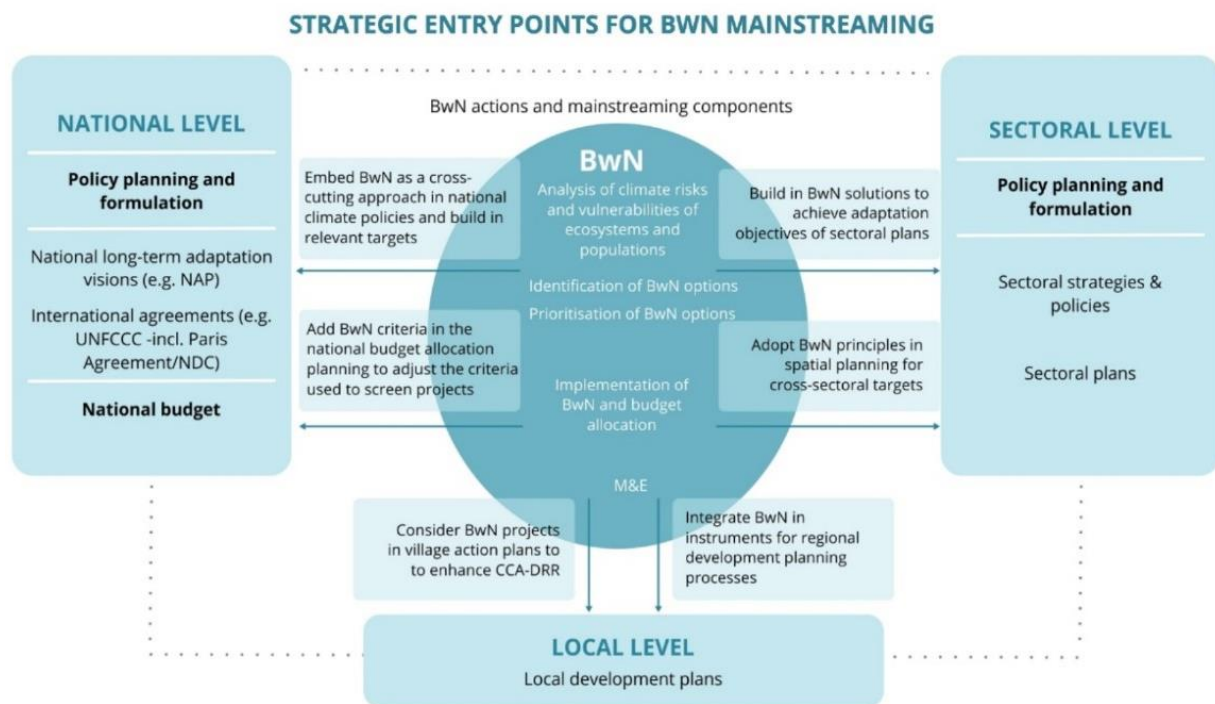 STRATEGIC ENTRY POINTS FOR BWN MAINSTREAMING
NATIONAL LEVEL
Policy planning and
formulation
National long-term adaptation
visions (e.g. NAP)
International agreements (e.g.
UNFCCC -incl. Paris
Agreement/NDC)
National budget
BwN actions and mainstreaming components
Embed BwN as a cross-
cutting approach in national
climate policies and build in
relevant targets
Add BwN criteria in the
national budget allocation
planning to adjust the criteria
used to screen projects
BwN
Analysis of climate risks
and vulnerabilities of
ecosystems and
populations
Identification of BwN options
Prioritisation of BwN options
Implementation of
BwN and budget
allocation
M&E
Build in BwN solutions to
achieve adaptation
objectives of sectoral plans
Adopt BwN principles in
spatial planning for
cross-sectoral targets
SECTORAL LEVEL
Policy planning and
formulation
Sectoral strategies &
policies
Sectoral plans
Consider BwN projects
in village action plans to
to enhance CCA-DRR
Integrate BwN in
instruments for regional
development planning
processes
LOCAL LEVEL
Local development plans